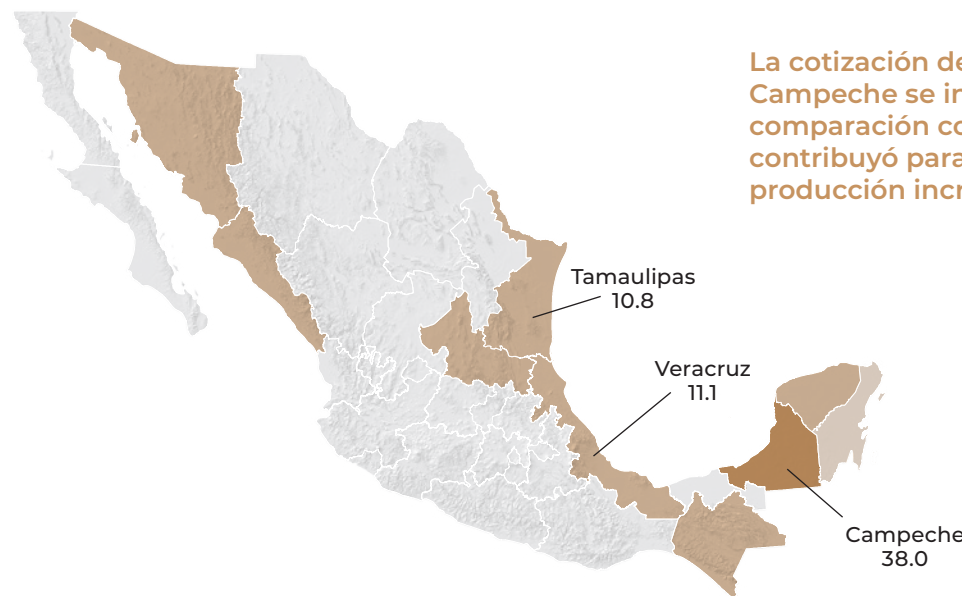 La cotización de
Campeche se in
comparación co
contribuyó para
producción incr
Tamaulipas
10.8
Veracruz
11.1
Campeche
38.0